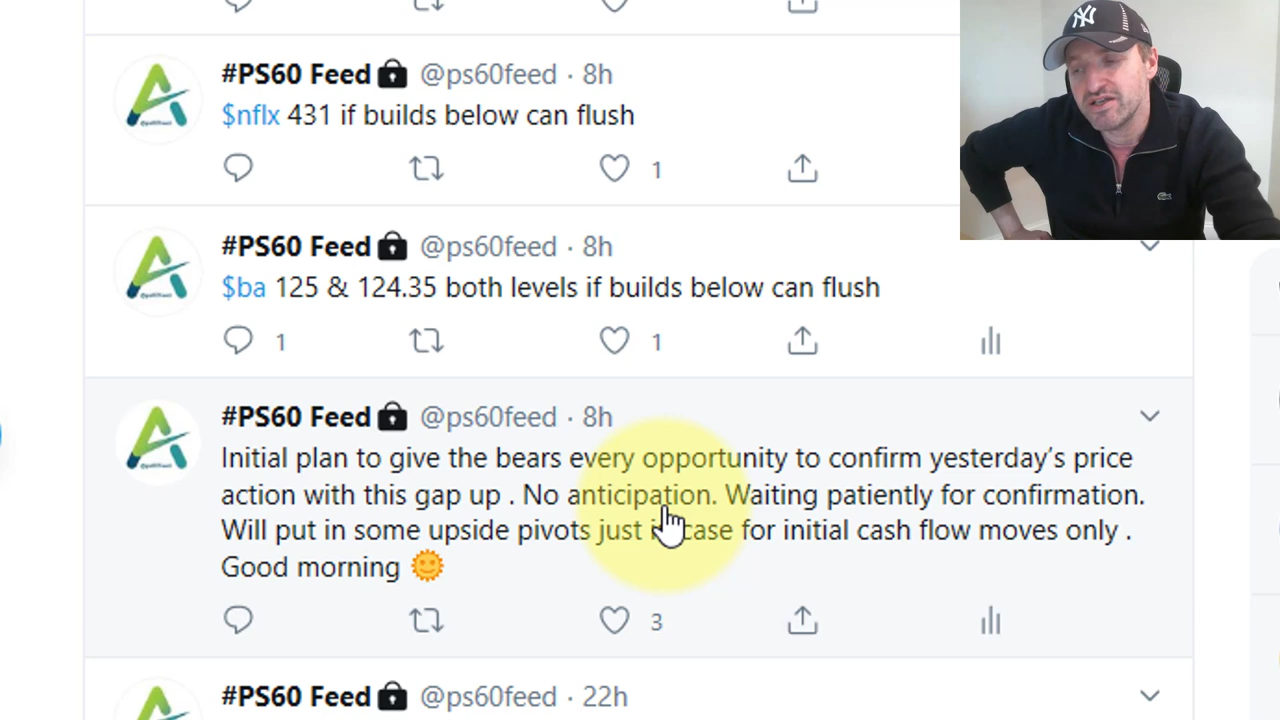 #PS60 Feed @ps60feed · 8h
$nflx 431 if builds below can flush
1
#PS60 Feed @ps60feed · 8h
$ba 125 & 124.35 both levels if builds below can flush
1 1
#PS60 Feed @ps60feed · 8h
Initial plan to give the bears every opportunity to confirm yesterday's price
action with this gap up . No anticipation. Waiting patiently for confirmation.
Will put in some upside pivots just in case for initial cash flow moves only .
Good morning 🌞
3
#PS60 Feed @ps60feed · 22h